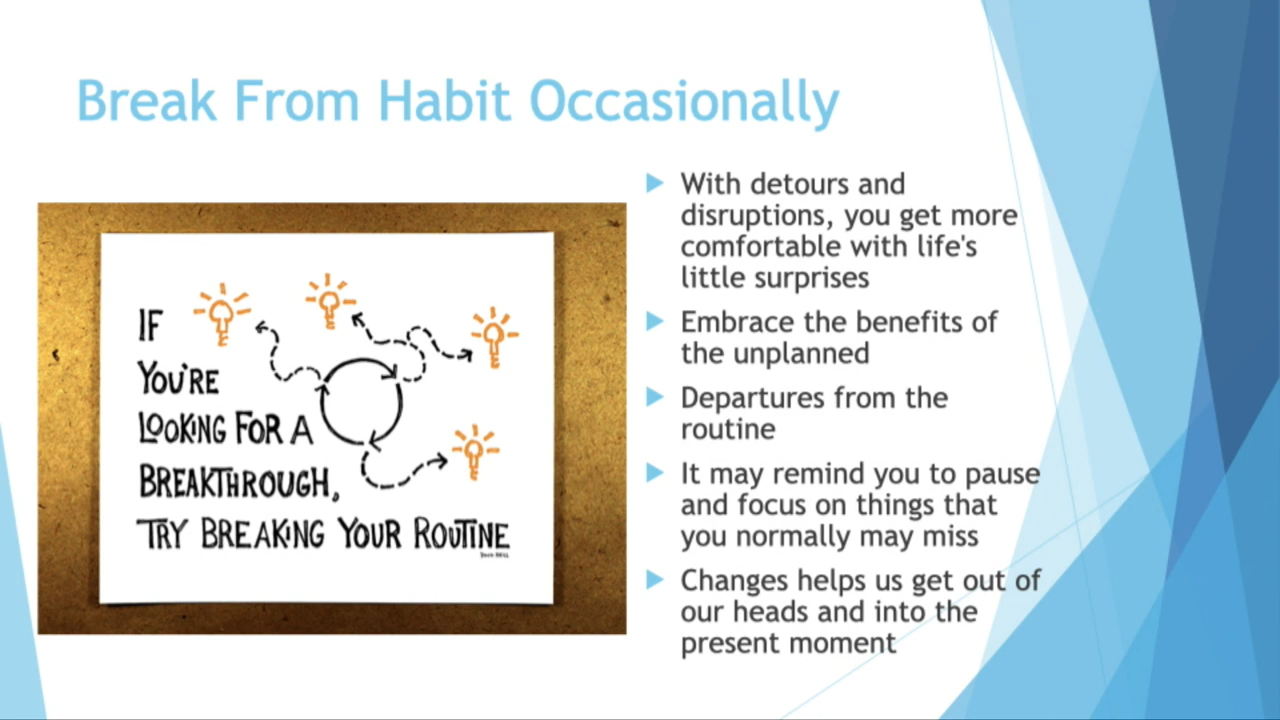 Break From Habit Occasionally
IF
YOU'RE
LOOKING FOR A
BREAKTHROUGH,
TRY BREAKING YOUR ROUTINE
With detours and
disruptions, you get more
comfortable with life's
little surprises
Embrace the benefits of
the unplanned
Departures from the
routine
It may remind you to pause
and focus on things that
you normally may miss
Changes helps us get out of
our heads and into the
present moment